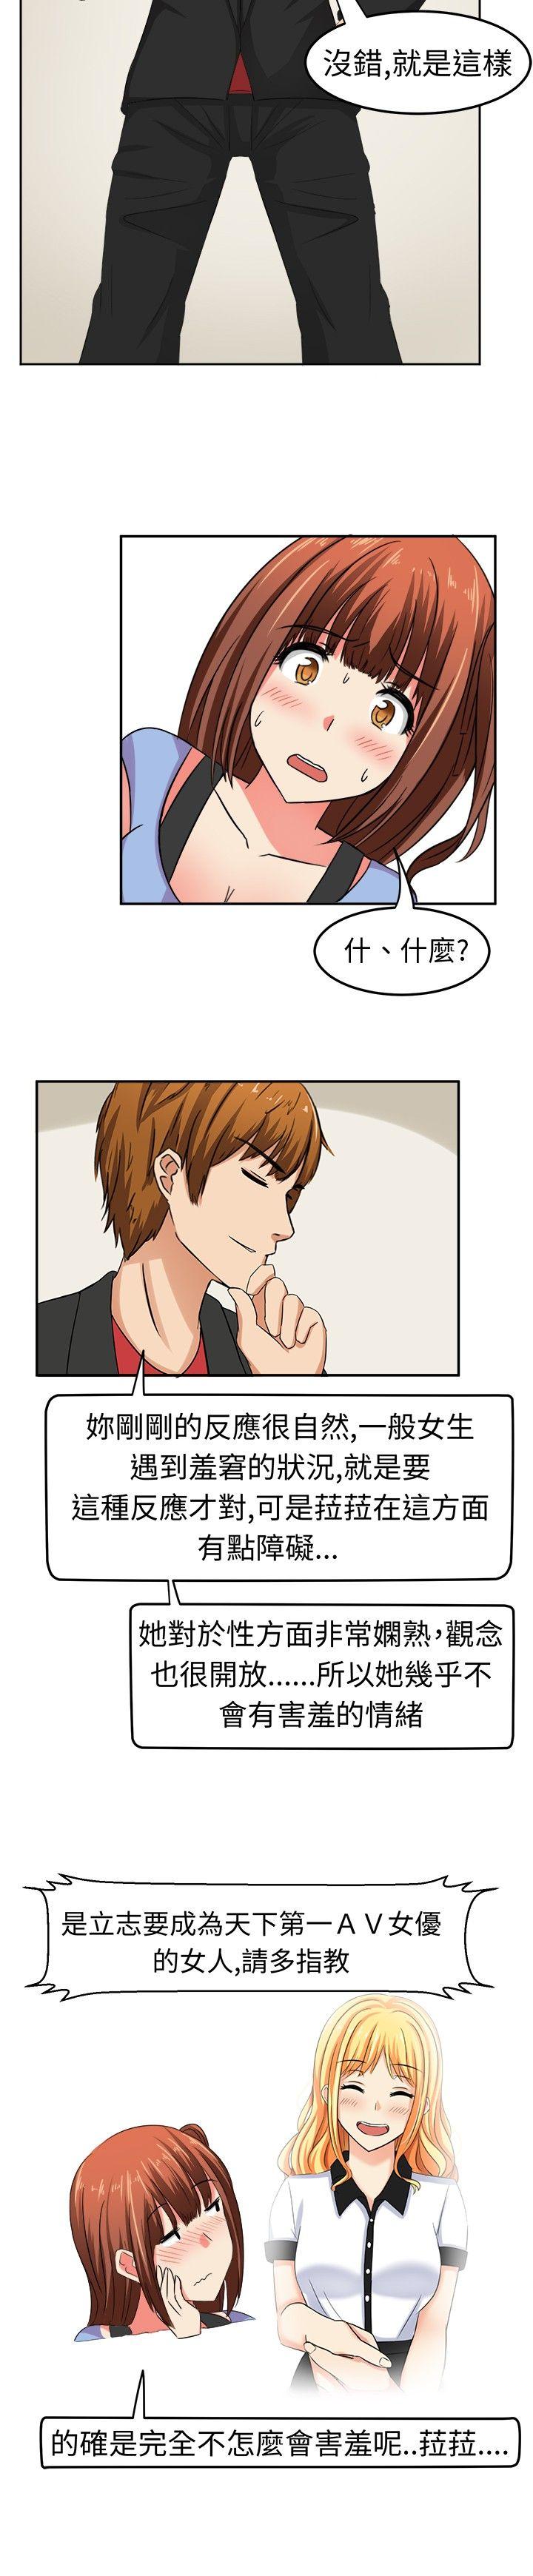 沒錯,就是這樣
什、什麼?
妳剛剛的反應很自然,一般女生
遇到羞窘的狀況,就是要
這種反應才對,可是菈菈在這方面
有點障礙...
她對於性方面非常嫻熟，觀念
也很開放......所以她幾乎不
會有害羞的情緒
是立志要成為天下第一ＡＶ女優
的女人,請多指教
的確是完全不怎麼會害羞呢..菈菈....